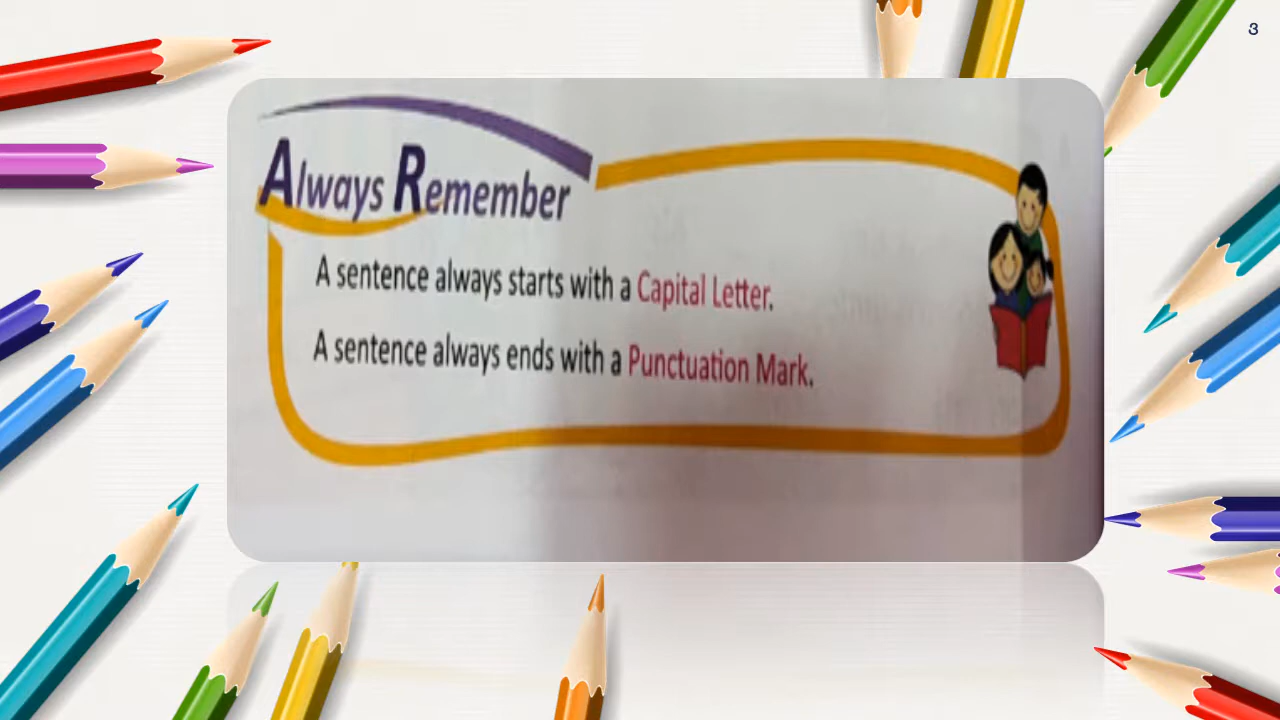 3
Always Remember
A sentence always starts with a Capital Letter.
A sentence always ends with a Punctuation Mark.